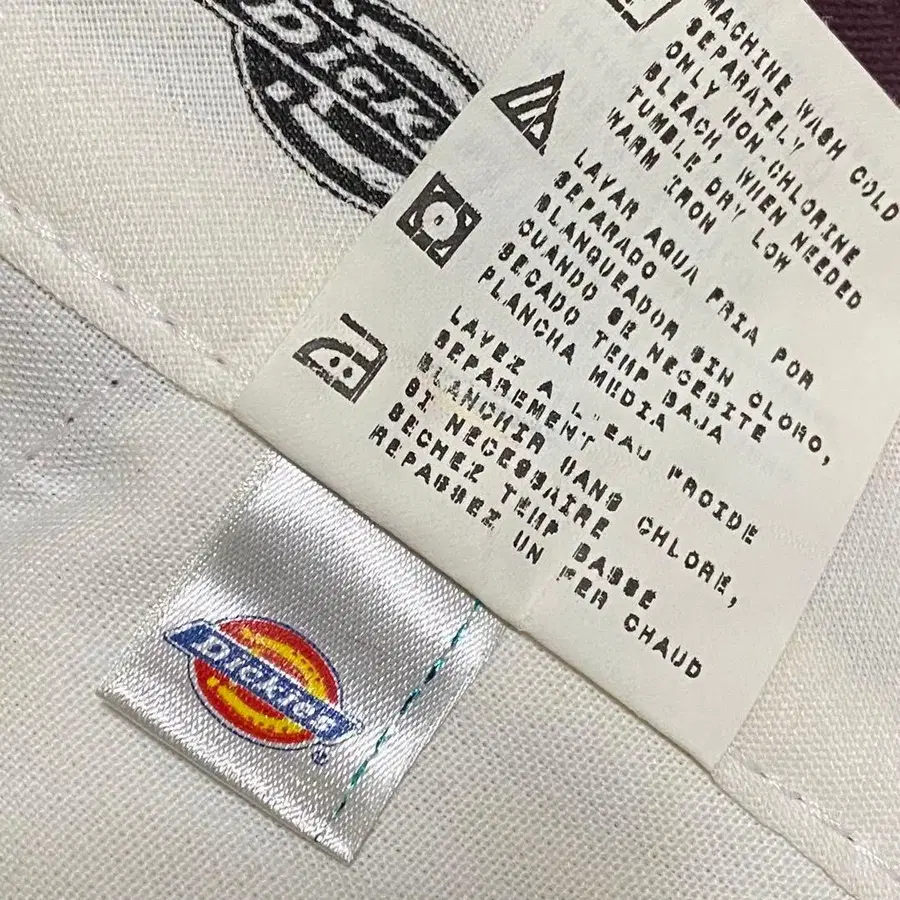 Dick
MACHINE WASH COLD
SEPARATELY
ONLY NON-CHLORINE
BLEACH, WHEN NEEDED
TUMBLE DRY LOW
WARM IRON
LAVAR AQUA FRIA POR
SEPARADO
BLANQUEADOR SIN CLORO,
CUANDO SE NECESITE
SECADO TEMP BAJA
PLANCHA MUDIA
LAVEZ A L'EAU FROIDE
SEPAREMENT
BLANCHIR SANS CHLORE,
SI NECESSAIRE
SECHEZ TEMP BASSE
REPASSEZ UN FER CHAUD
Dickies®